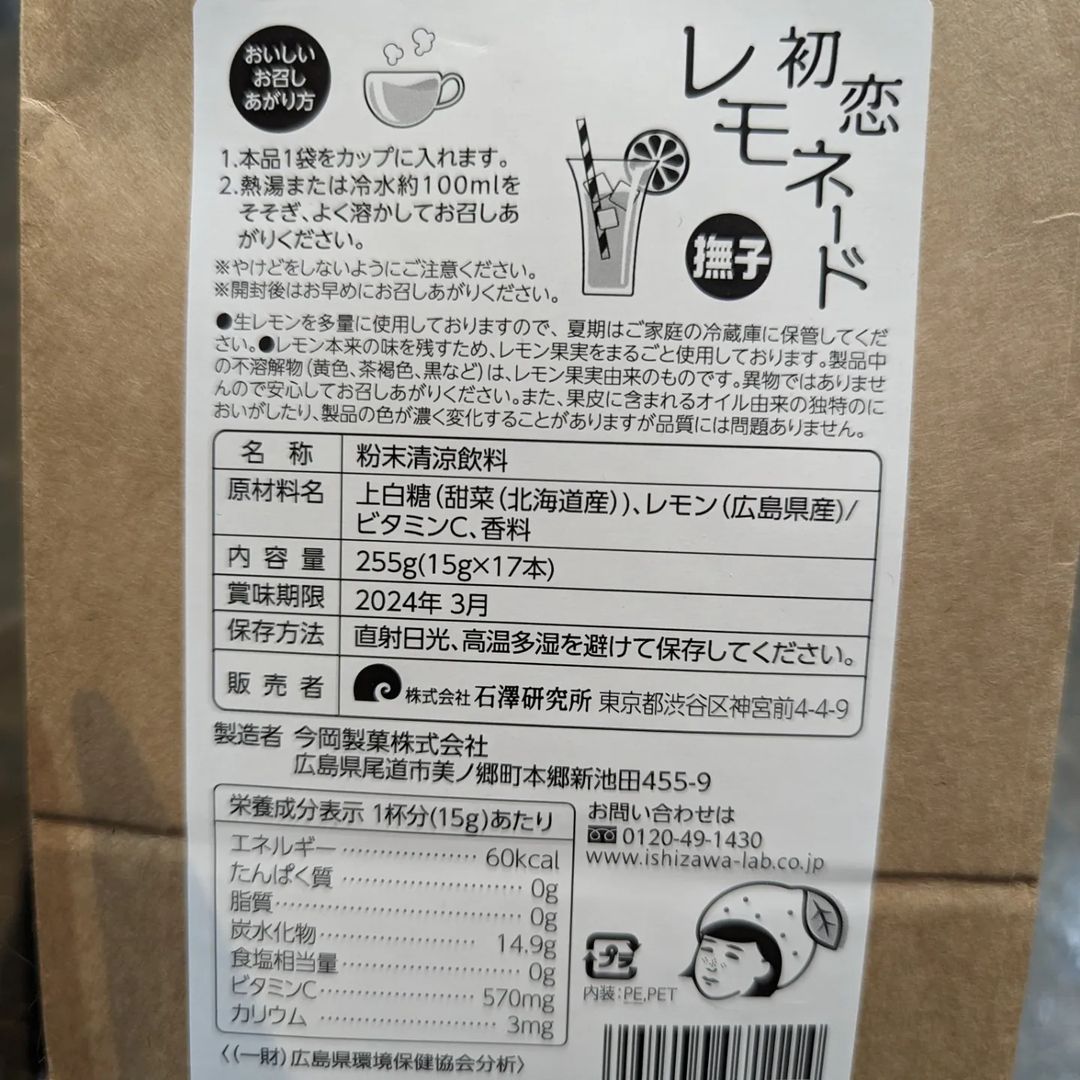 おいしい
お召し
あがり方
初恋
レモネード
撫子
1.本品1袋をカップに入れます。
2.熱湯または冷水約100mlを
そそぎ、よく溶かしてお召しあ
がりください。
※やけどをしないようにご注意ください。
※開封後はお早めにお召しあがりください。
●生レモンを多量に使用しておりますので、夏期はご家庭の冷蔵庫に保管してくだ
さい。●レモン本来の味を残すため、レモン果実をまるごと使用しております。製品中
の不溶解物(黄色、茶褐色、黒など)は、レモン果実由来のものです。異物ではありませ
んので安心してお召しあがりください。また、果皮に含まれるオイル由来の独特のに
おいがしたり、製品の色が濃く変化することがありますが品質には問題ありません。
名称 粉末清涼飲料
原材料名 上白糖(甜菜(北海道産))、レモン(広島県産)/
ビタミンC、香料
内容量 255g(15g×17本)
賞味期限 2024年 3月
保存方法 直射日光、高温多湿を避けて保存してください。
販売者 株式会社石澤研究所 東京都渋谷区神宮前4-4-9
製造者 今岡製菓株式会社
広島県尾道市美ノ郷町本郷新池田455-9
栄養成分表示 1杯分(15g)あたり
エネルギー 60kcal
たんぱく質 0g
脂質 0g
炭水化物 14.9g
食塩相当量 0g
ビタミンC 570mg
カリウム 3mg
〈(一財)広島県環境保健協会分析〉
お問い合わせは
0120-49-1430
www.ishizawa-lab.co.jp
プラ
内装:PE,PET